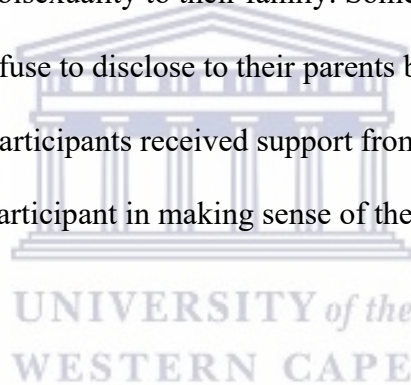 bisexuality to their family. Some
fuse to disclose to their parents b
articipants received support from
articipant in making sense of the
UNIVERSITY of the
WESTERN CAPE